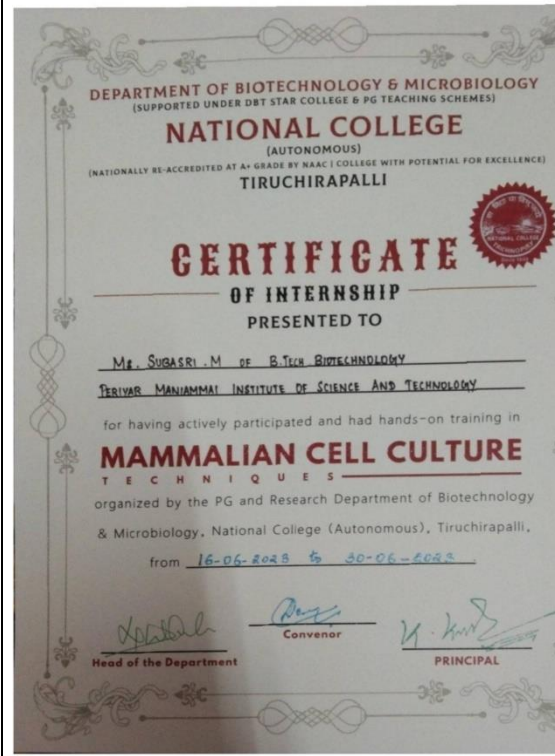 DEPARTMENT OF BIOTECHNOLOGY & MICROBIOLOGY
(SUPPORTED UNDER DBT STAR COLLEGE & PG TEACHING SCHEMES)
NATIONAL COLLEGE
(AUTONOMOUS)
(NATIONALLY RE-ACCREDITED AT A+ GRADE BY NAAC | COLLEGE WITH POTENTIAL FOR EXCELLENCE)
TIRUCHIRAPALLI
NATIONAL COLLEGE
CERTIFICATE
OF INTERNSHIP
PRESENTED TO
Ms. SUBASRI .M OF B.TECH BIOTECHNOLOGY
PERIYAR MANIAMMAI INSTITUTE OF SCIENCE AND TECHNOLOGY
for having actively participated and had hands-on training in
MAMMALIAN CELL CULTURE
TECHNIQUES
organized by the PG and Research Department of Biotechnology
& Microbiology, National College (Autonomous), Tiruchirapalli,
from 16-06-2023 to 30-06-2023
Head of the Department
Convenor
PRINCIPAL